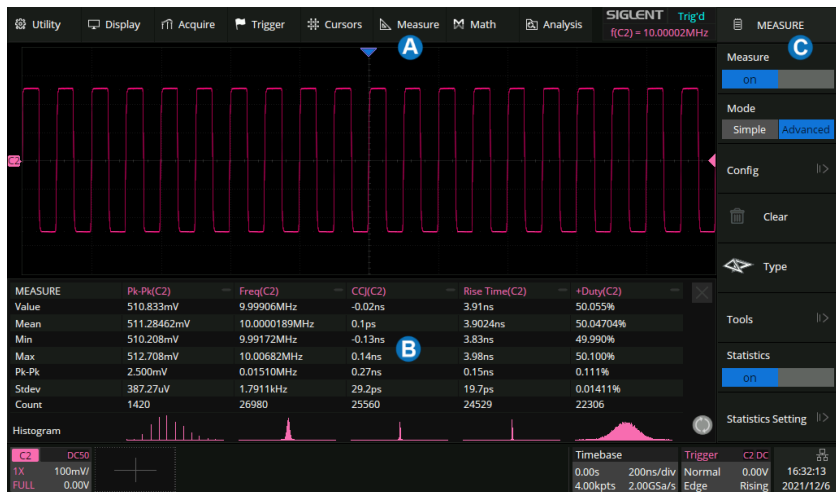 Utility Display Acquire Trigger Cursors Measure Math Analysis SIGLENT Trig'd MEASURE
f(C2) = 10.00002MHz
A C
Measure
on
Mode
Simple Advanced
C2
Config
Clear
Type
MEASURE Pk-Pk(C2) Freq(C2) CCJ(C2) Rise Time(C2) +Duty(C2)
Value 510.833mV 9.99906MHz -0.02ns 3.91ns 50.055%
Mean 511.28462mV 10.0000189MHz 0.1ps 3.9024ns 50.04704%
Min 510.208mV 9.99172MHz -0.13ns 3.83ns 49.990%
Max 512.708mV 10.00682MHz 0.14ns 3.98ns 50.100%
B
Pk-Pk 2.500mV 0.01510MHz 0.27ns 0.15ns 0.111%
Stdev 387.27uV 1.7911kHz 29.2ps 19.7ps 0.01411%
Count 1420 26980 25560 24529 22306
Histogram
Tools
Statistics
on
Statistics Setting
C2 DC50 Timebase Trigger C2 DC
1X 100mV/ 0.00s 200ns/div Normal 0.00V 16:32:13
FULL 0.00V 4.00kpts 2.00GSa/s Edge Rising 2021/12/6